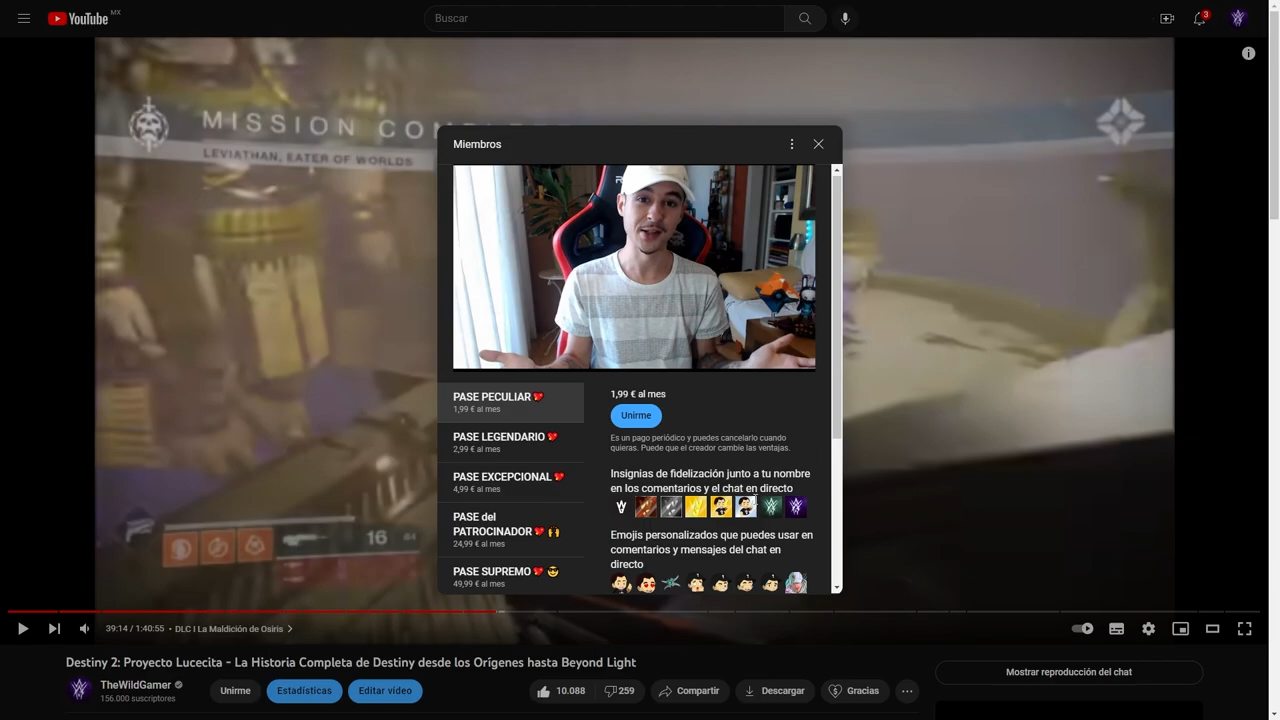 YouTube MX
Buscar
3
MISSION COMPLETE
LEVIATHAN, EATER OF WORLDS
Miembros
PASE PECULIAR
1,99 € al mes
PASE LEGENDARIO
2,99 € al mes
PASE EXCEPCIONAL
4,99 € al mes
PASE del
PATROCINADOR
24,99 € al mes
PASE SUPREMO
49,99 € al mes
1,99 € al mes
Unirme
Es un pago periódico y puedes cancelarlo cuando
quieras. Puede que el creador cambie las ventajas.
Insignias de fidelización junto a tu nombre
en los comentarios y el chat en directo
Emojis personalizados que puedes usar en
comentarios y mensajes del chat en
directo
16
39:14 / 1:40:55 • DLC I La Maldición de Osiris
Destiny 2: Proyecto Lucecita - La Historia Completa de Destiny desde los Orígenes hasta Beyond Light
TheWildGamer
156.000 suscriptores
Unirme
Estadísticas
Editar vídeo
10.088
259
Compartir
Descargar
Gracias
Mostrar reproducción del chat